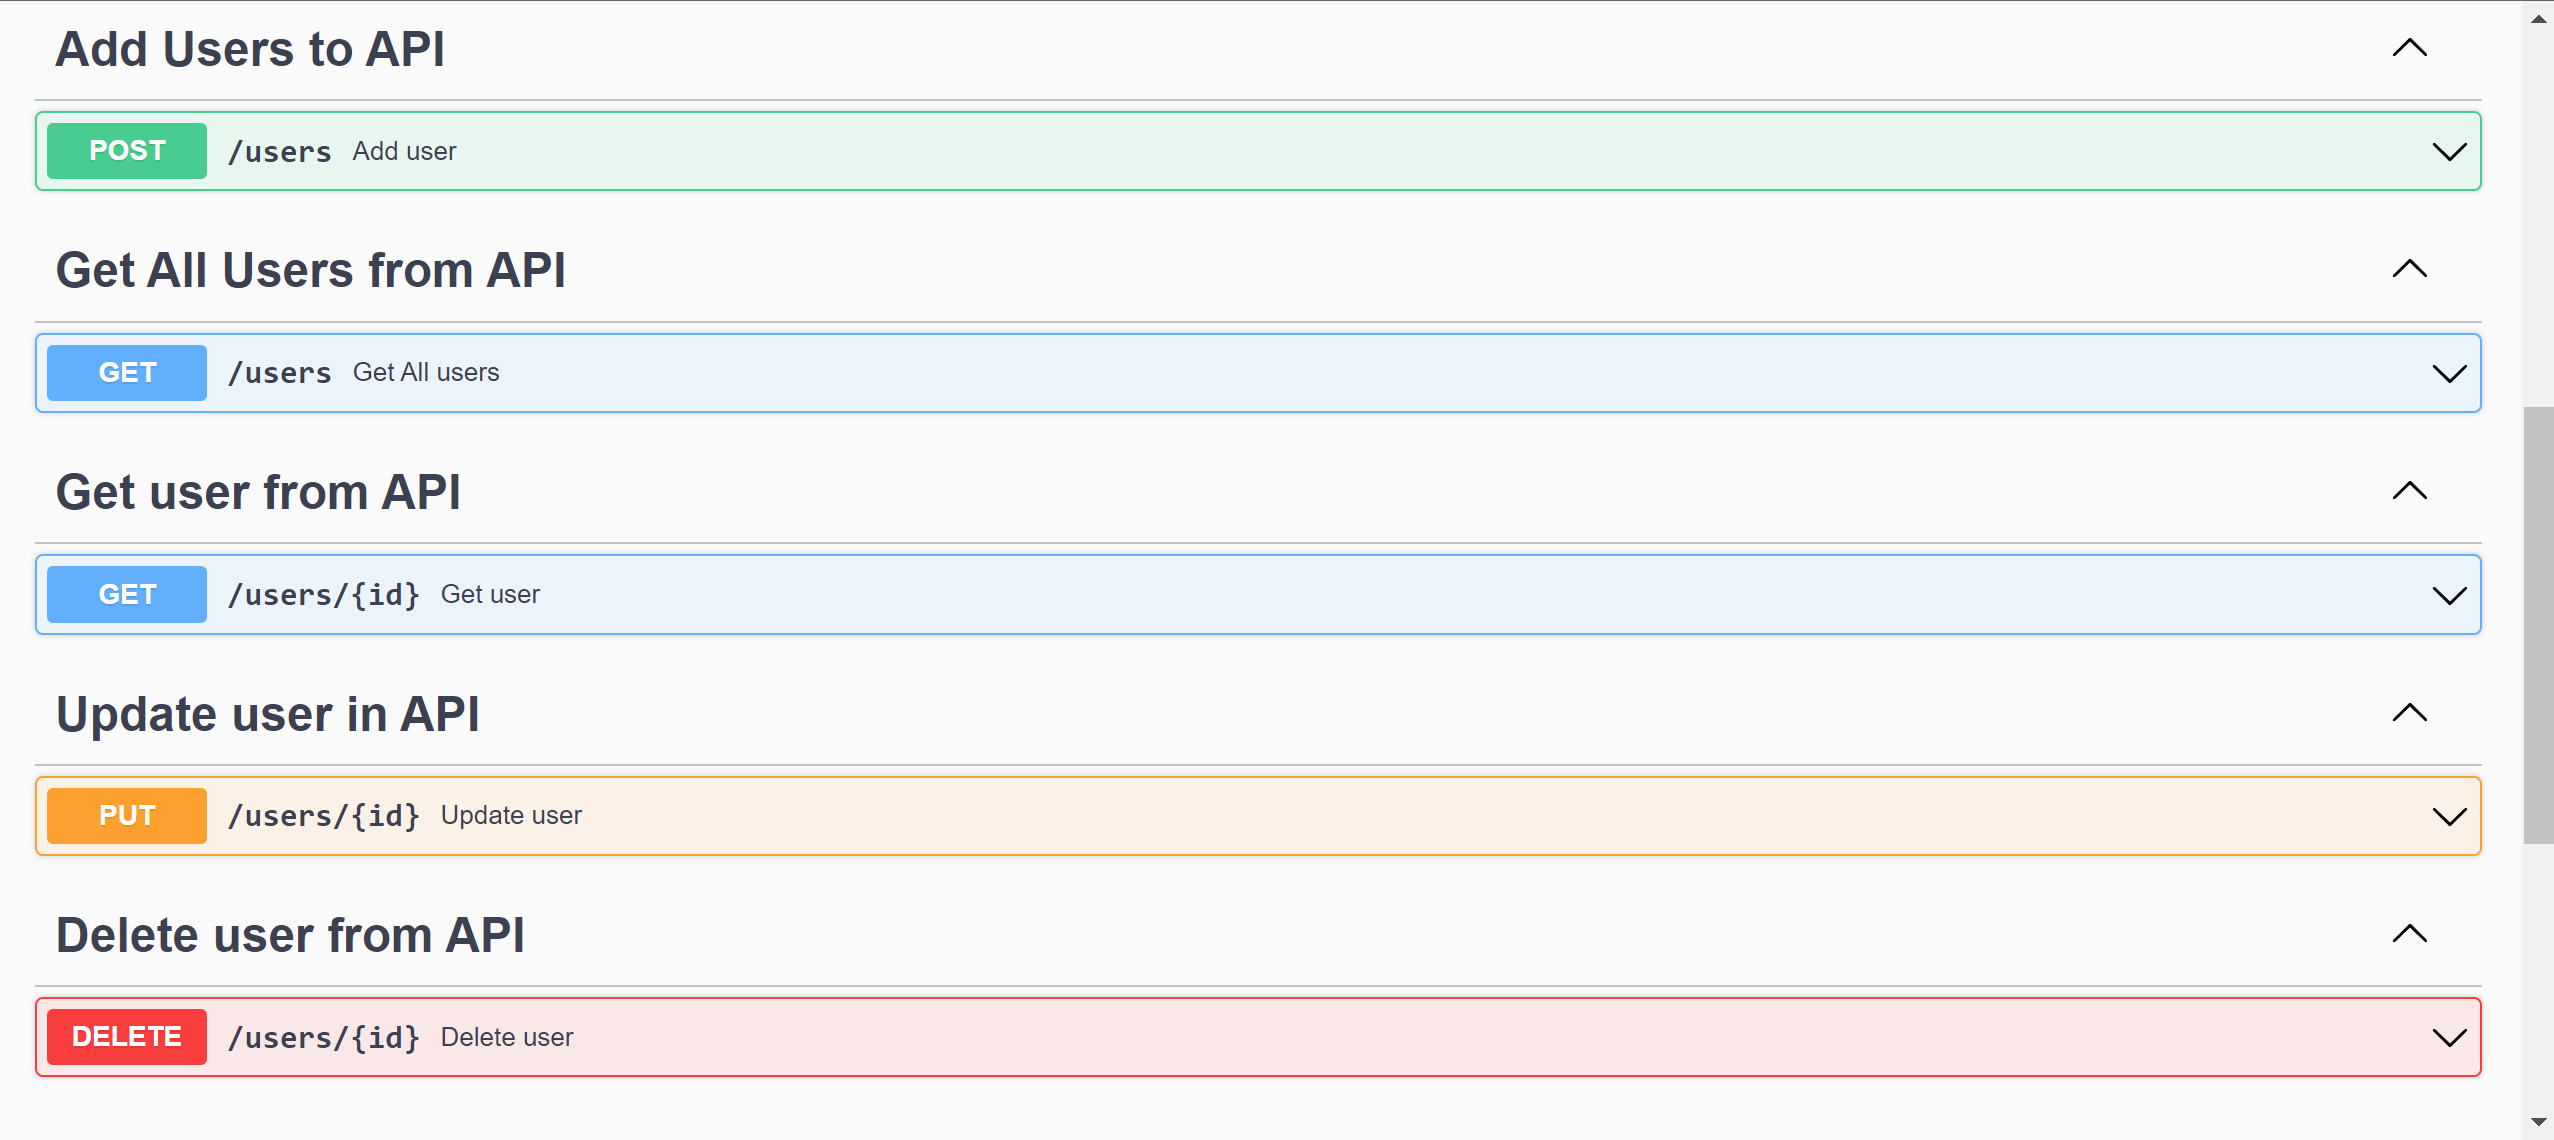 Add Users to API
POST /users Add user
Get All Users from API
GET /users Get All users
Get user from API
GET /users/{id} Get user
Update user in API
PUT /users/{id} Update user
Delete user from API
DELETE /users/{id} Delete user